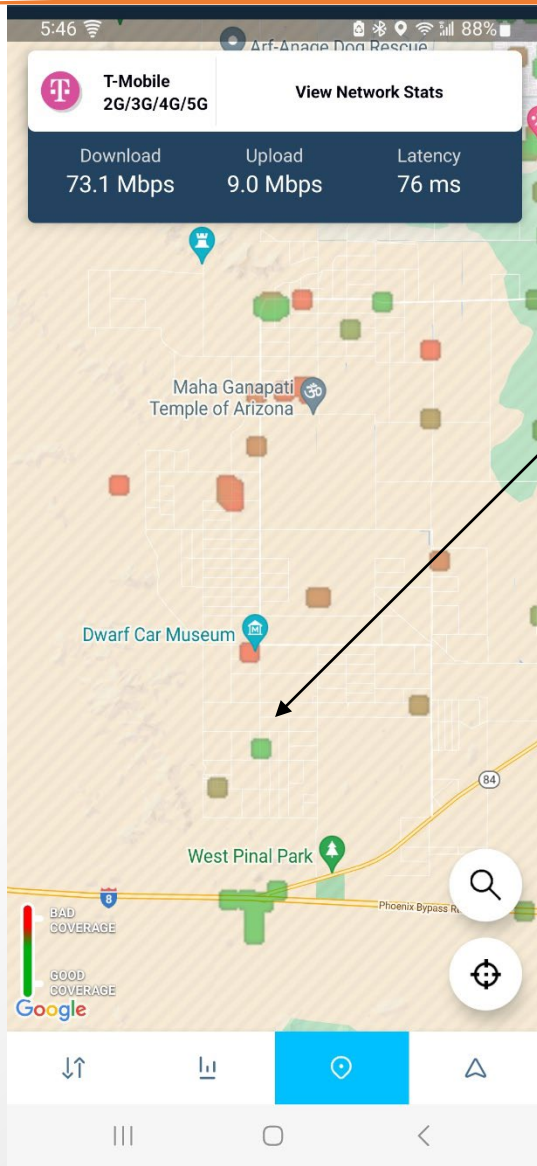 5:46
88%
Arf-Anage Dog Rescue
T-Mobile
2G/3G/4G/5G
View Network Stats
Download
Upload
Latency
73.1 Mbps
9.0 Mbps
76 ms
Maha Ganapati
Temple of Arizona
Dwarf Car Museum
84
West Pinal Park
8
Phoenix Bypass
BAD
COVERAGE
GOOD
COVERAGE
Google